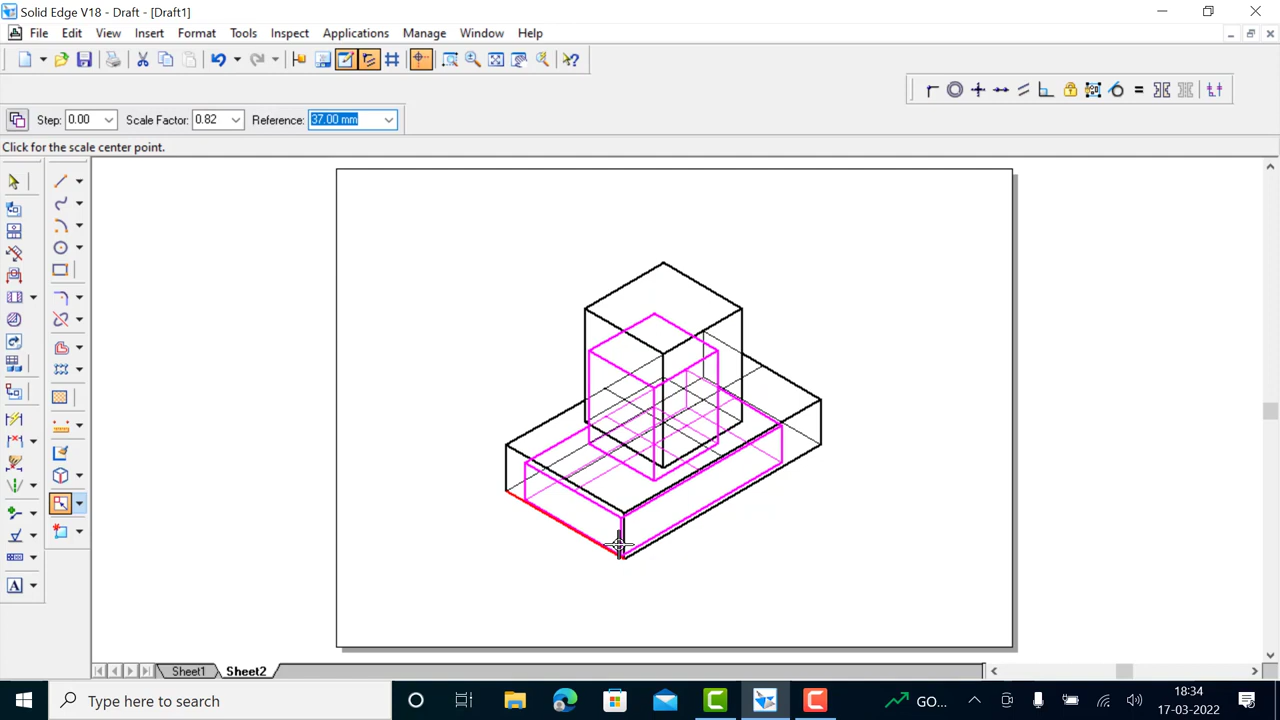 Solid Edge V18 - Draft - [Draft1]
File Edit View Insert Format Tools Inspect Applications Manage Window Help
Step: 0.00 Scale Factor: 0.82 Reference: 37.00 mm
Click for the scale center point.
A
Sheet1 Sheet2
Type here to search
GO...
18:34
17-03-2022